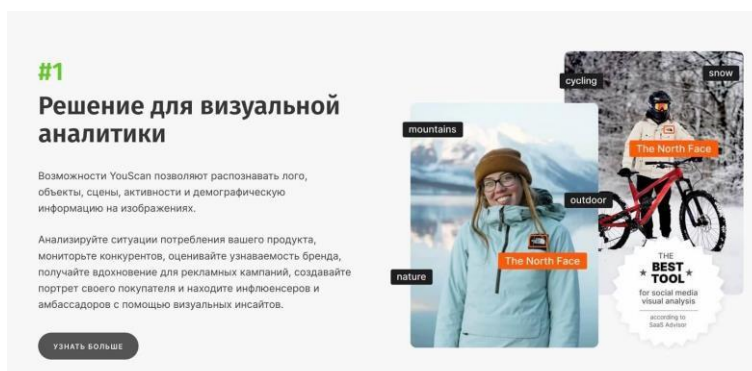 #1
Решение для визуальной
аналитики
Возможности YouScan позволяют распознавать лого,
объекты, сцены, активности и демографическую
информацию на изображениях.
Анализируйте ситуации потребления вашего продукта,
мониторьте конкурентов, оценивайте узнаваемость бренда,
получайте вдохновение для рекламных кампаний, создавайте
портрет своего покупателя и находите инфлюенсеров и
амбассадоров с помощью визуальных инсайтов.
УЗНАТЬ БОЛЬШЕ
cycling
snow
mountains
The North Face
outdoor
The North Face
nature
THE
BEST
TOOL
for social media
visual analysis
according to
SaaS Advisor